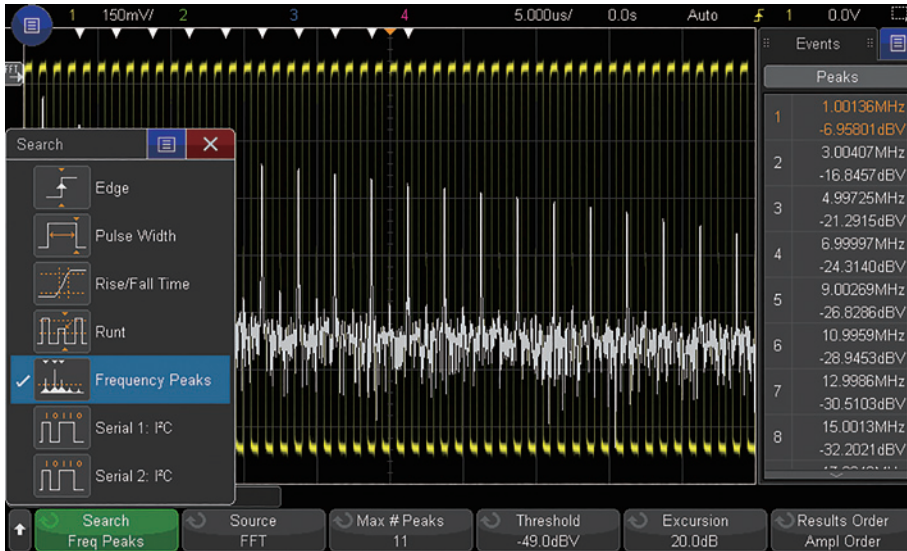 1 150mV/ 2 3 4 5.000us/ 0.0s Auto 1 0.0V
FFT
Events
Peaks
1 1.00136MHz
-6.95801dBV
2 3.00407MHz
-16.8457dBV
3 4.99725MHz
-21.2915dBV
4 6.99997MHz
-24.3140dBV
5 9.00269MHz
-26.8286dBV
6 10.9959MHz
-28.9453dBV
7 12.9986MHz
-30.5103dBV
8 15.0013MHz
-32.2021dBV
Search
Edge
Pulse Width
Rise/Fall Time
Runt
Frequency Peaks
10110
Serial 1: I²C
10110
Serial 2: I²C
Search
Freq Peaks
Source
FFT
Max # Peaks
11
Threshold
-49.0dBV
Excursion
20.0dB
Results Order
Ampl Order